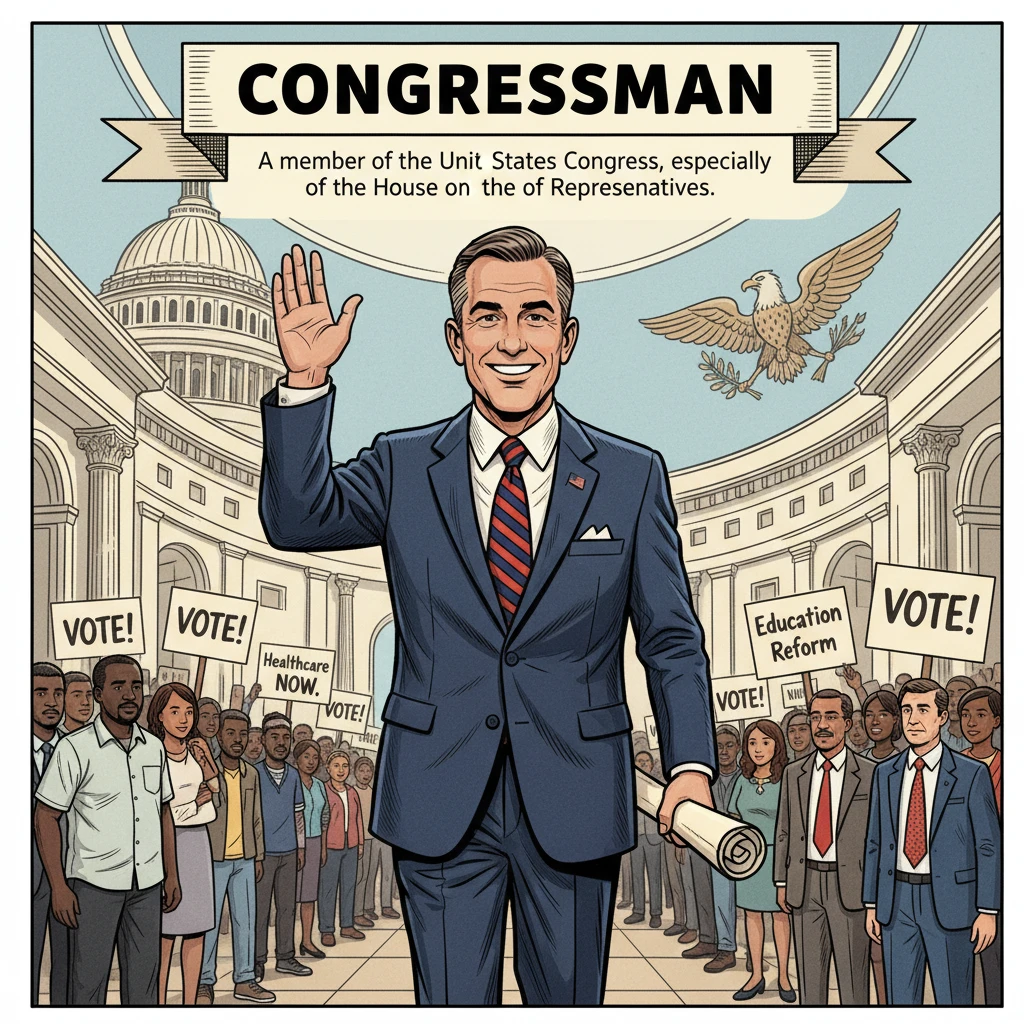 CONGRESSMAN
A member of the Unit States Congress, especially
of the House on the of Represenatives.
VOTE!
VOTE!
Healthcare
NOW.
VOTE!
Education
Reform
VOTE!
VOTE!